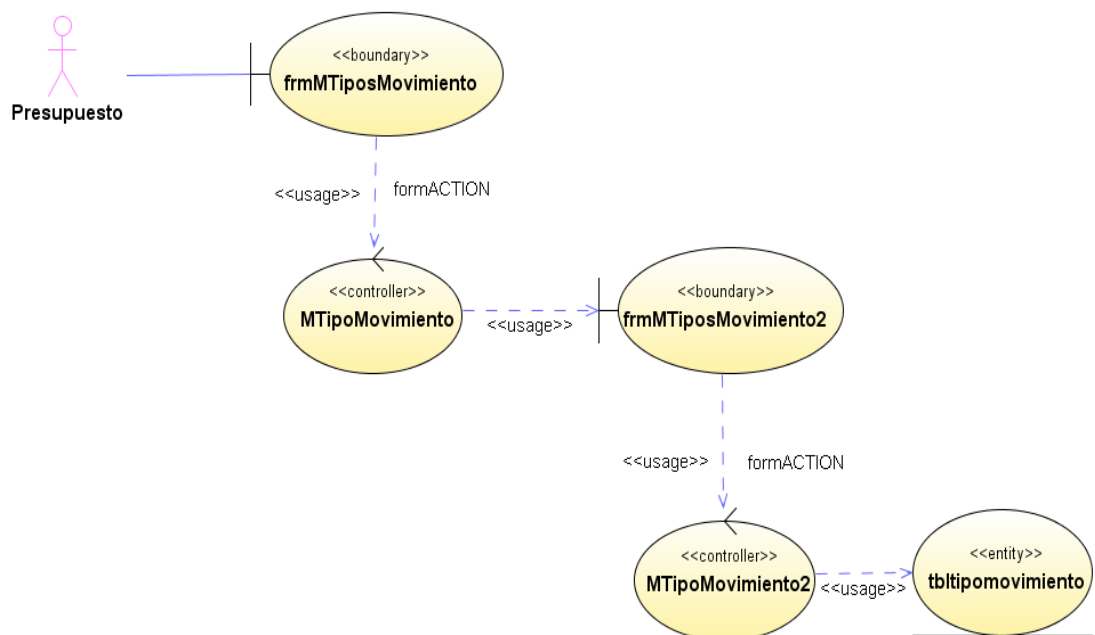 <<boundary>>
frmMTiposMovimiento
Presupuesto
<<usage>>
formACTION
<<controller>>
MTipoMovimiento
<<usage>>
<<boundary>>
frmMTiposMovimiento2
<<usage>>
formACTION
<<controller>>
MTipoMovimiento2
<<usage>>
<<entity>>
tbltipomovimiento